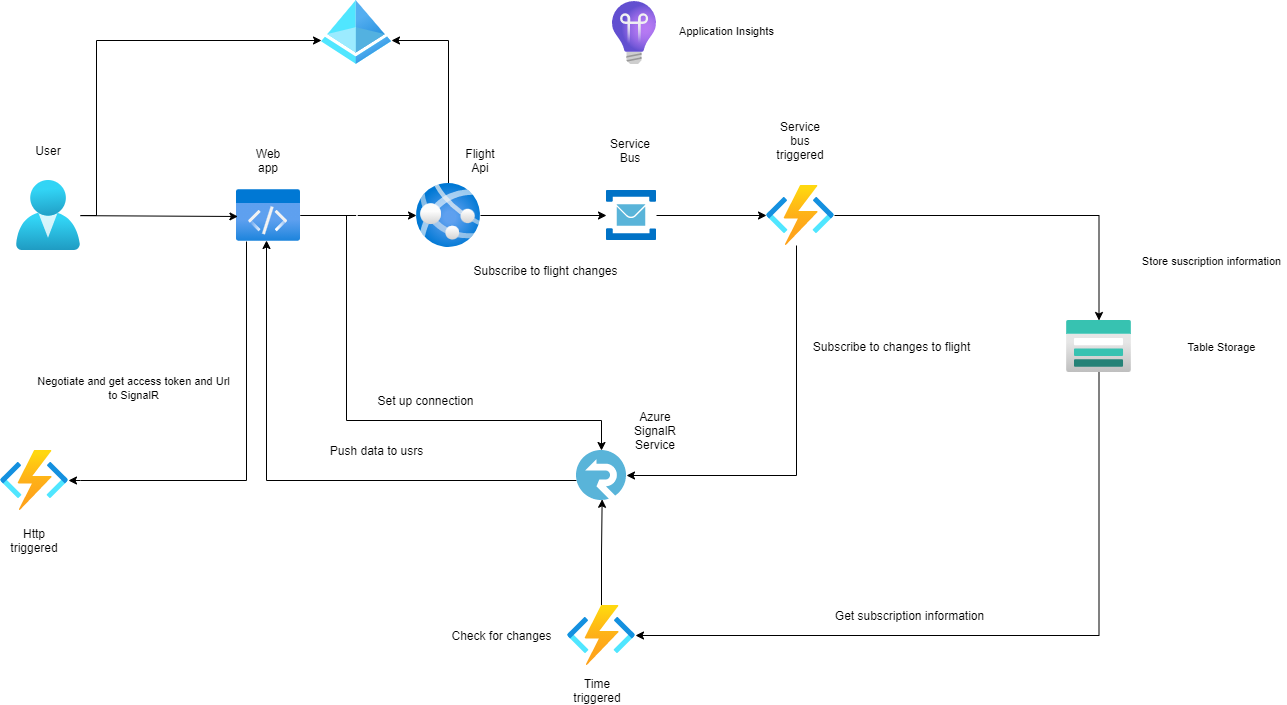 Application Insights
User
Web
app
Flight
Api
Service
Bus
Service
bus
triggered
Subscribe to flight changes
Store suscription information
Subscribe to changes to flight
Table Storage
Negotiate and get access token and Url
to SignalR
Set up connection
Azure
SignalR
Service
Push data to usrs
Http
triggered
Get subscription information
Check for changes
Time
triggered